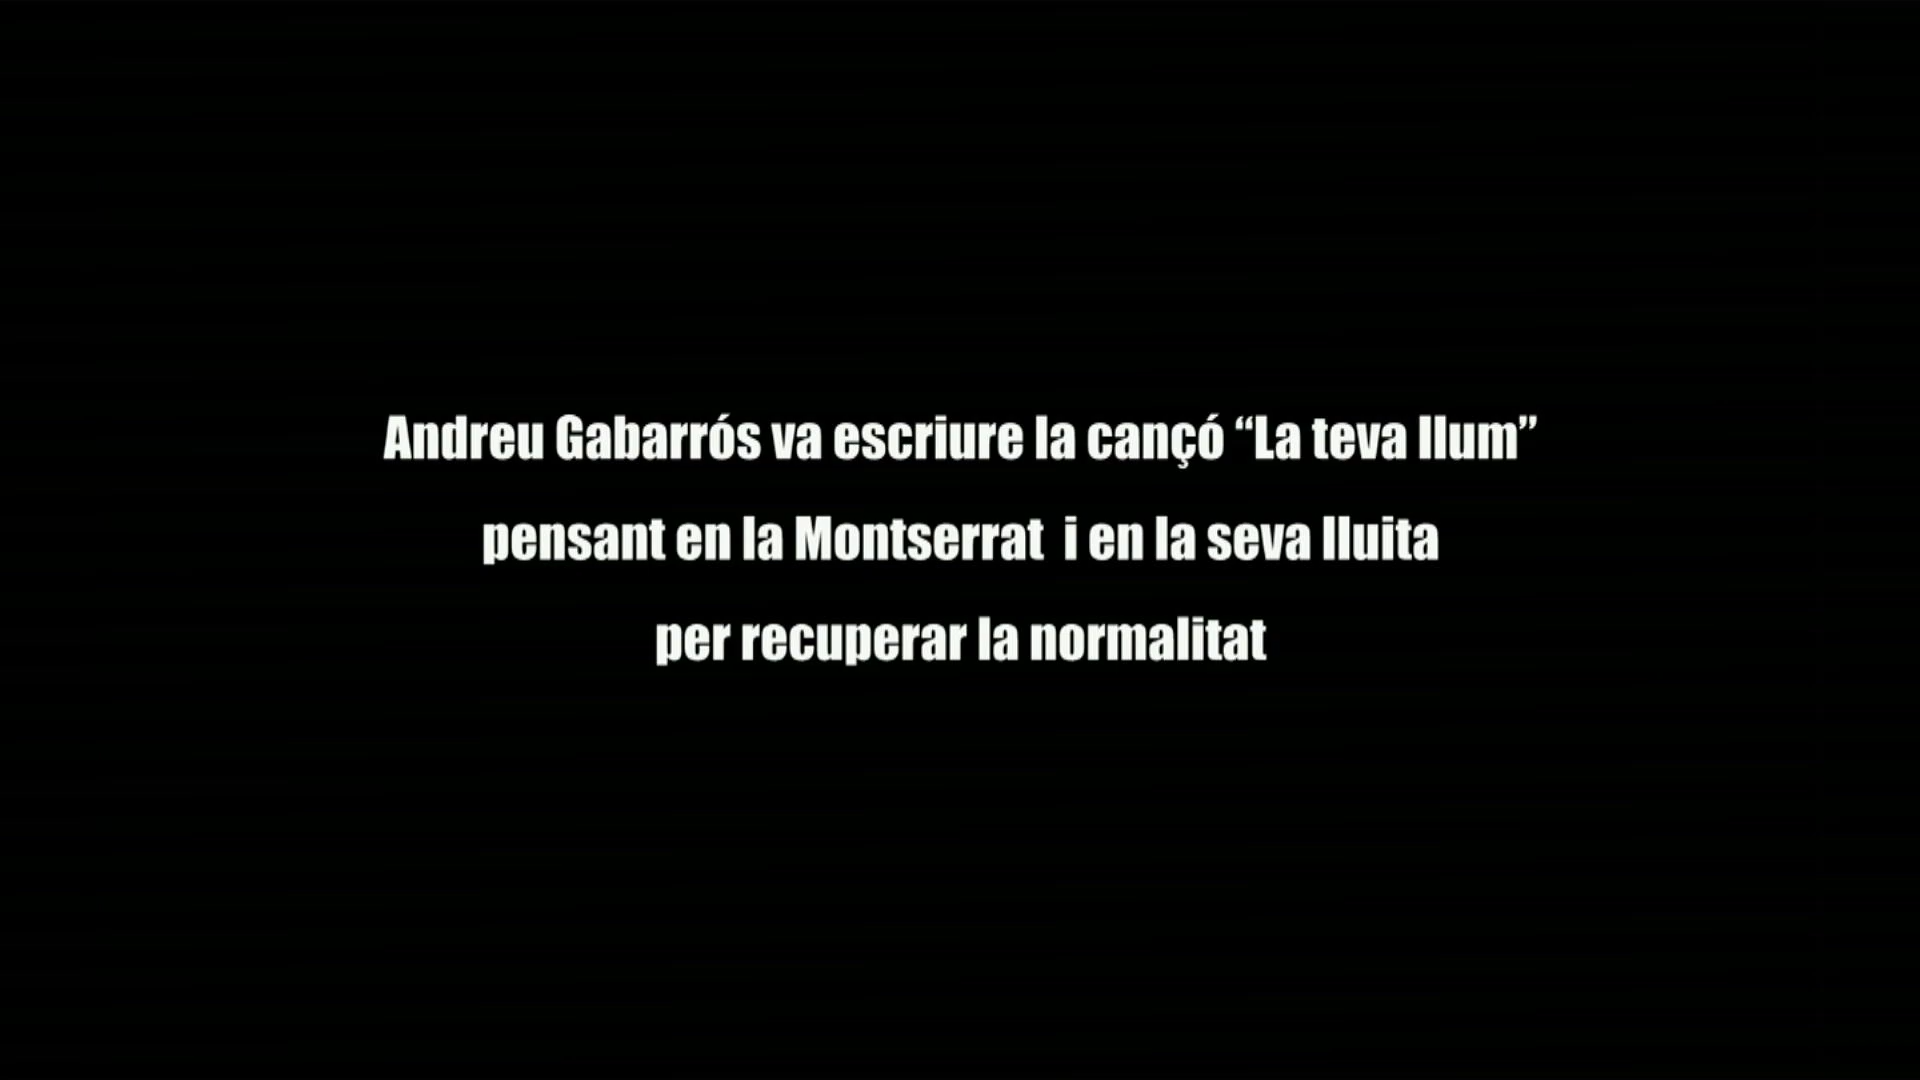 Andreu Gabarrós va escriure la cançó “La teva llum”
pensant en la Montserrat  i en la seva lluita
per recuperar la normalitat